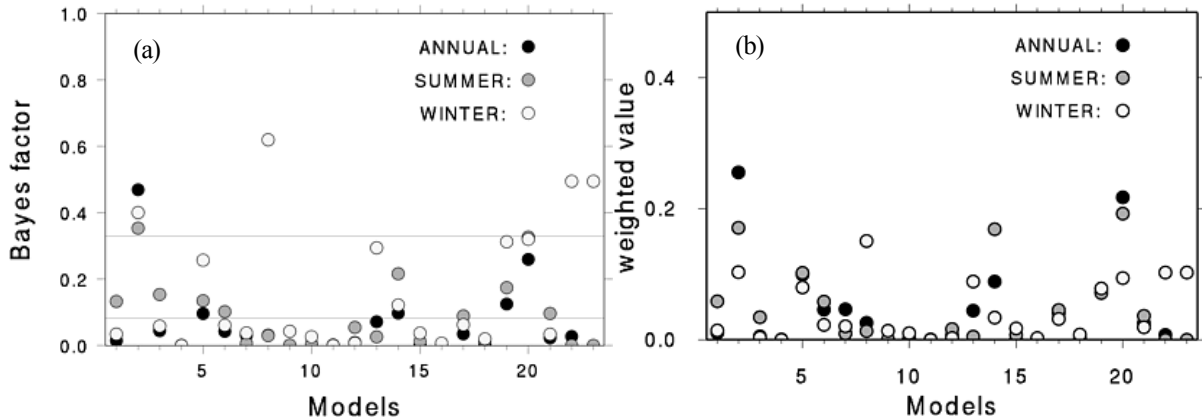 1.0
0.8
0.6
0.4
0.2
0.0
Bayes factor
(a)
ANNUAL:
SUMMER:
WINTER:
5
10
15
20
Models
0.4
0.2
0.0
weighted value
(b)
ANNUAL:
SUMMER:
WINTER:
5
10
15
20
Models